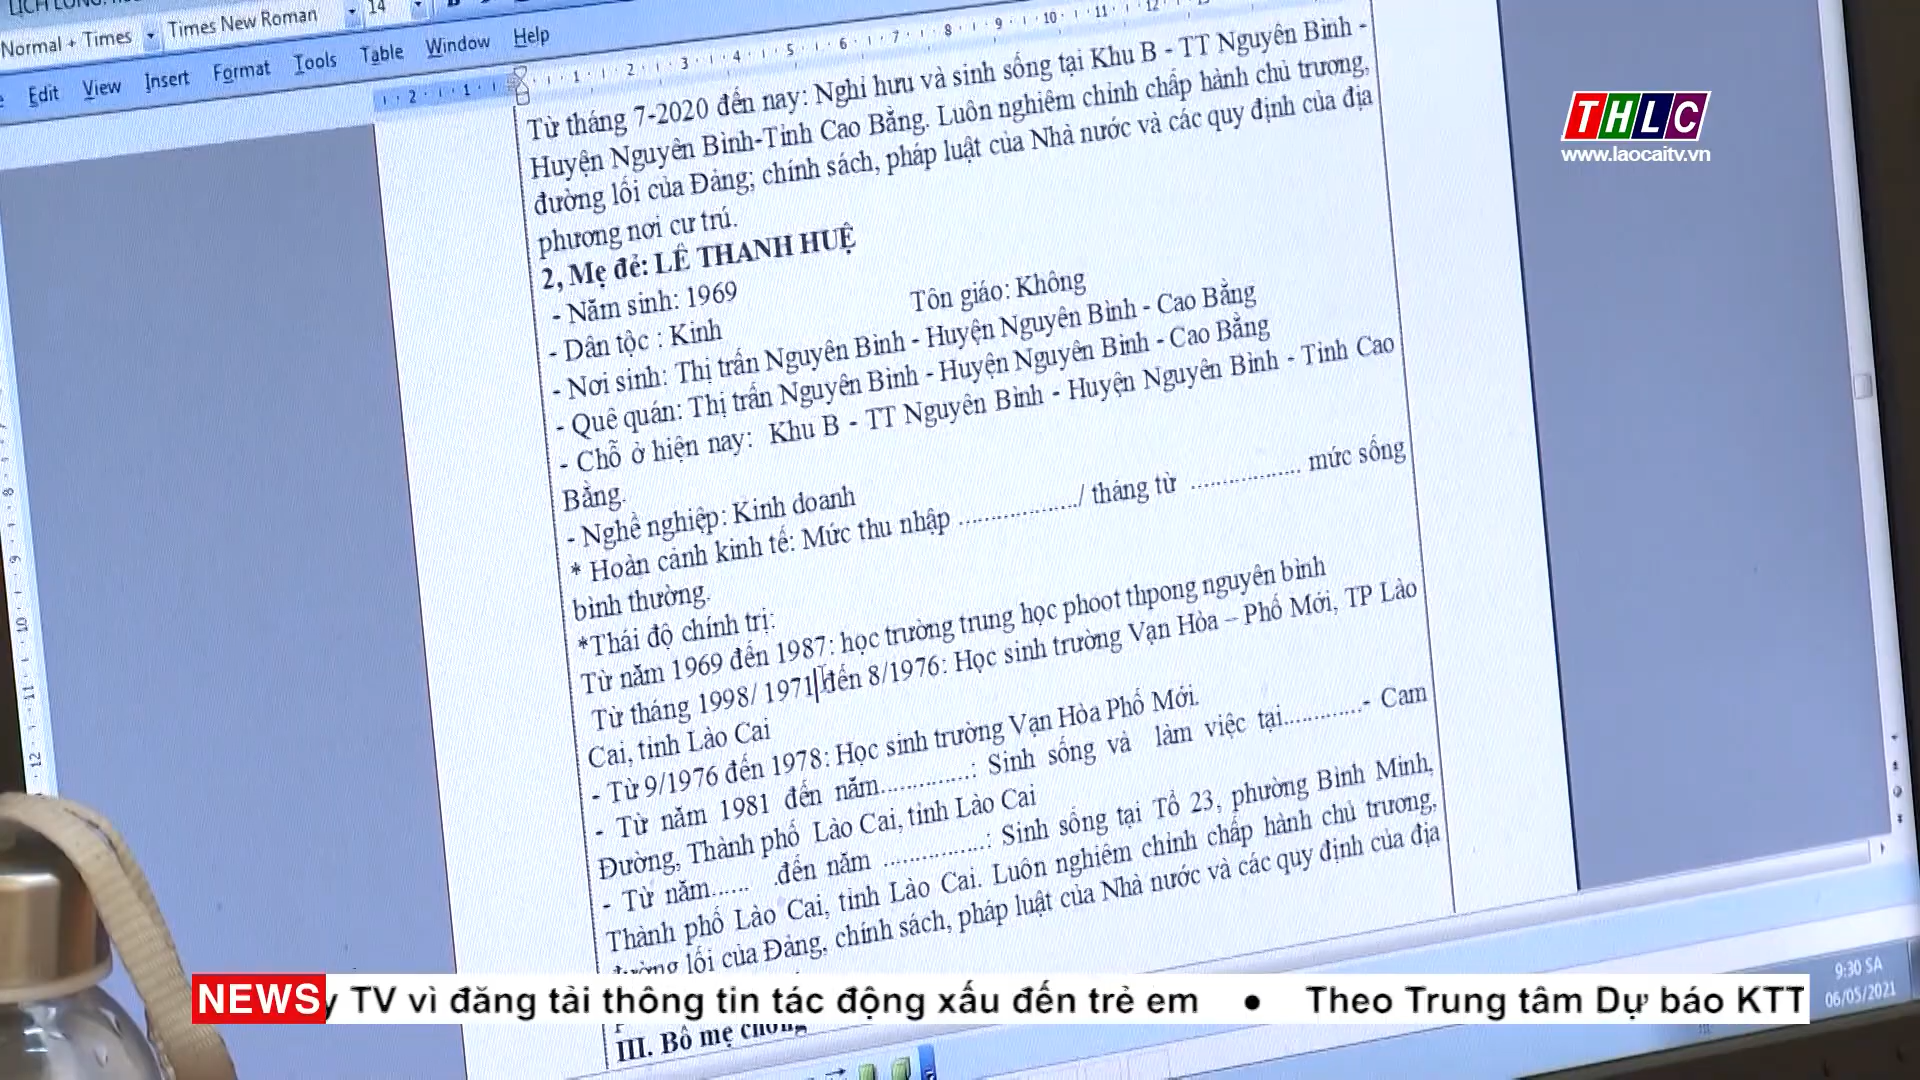 Normal + Times Times New Roman 14
Edit View Insert Format Tools Table Window Help
2 1 1 2 3 4 5 6 7 8 9 10 11 12
THLC
www.laocaitv.vn
Từ tháng 7-2020 đến nay: Nghỉ hưu và sinh sống tại Khu B - TT Nguyên Bình -
Huyện Nguyên Bình-Tỉnh Cao Bằng. Luôn nghiêm chỉnh chấp hành chủ trương,
đường lối của Đảng; chính sách, pháp luật của Nhà nước và các quy định của địa
phương nơi cư trú.
2, Mẹ đẻ: LÊ THANH HUỆ
- Năm sinh: 1969
- Dân tộc : Kinh Tôn giáo: Không
- Nơi sinh: Thị trấn Nguyên Bình - Huyện Nguyên Bình - Cao Bằng
- Quê quán: Thị trấn Nguyên Bình - Huyện Nguyên Bình - Cao Bằng
- Chỗ ở hiện nay: Khu B - TT Nguyên Bình - Huyện Nguyên Bình - Tỉnh Cao
Bằng.
- Nghề nghiệp: Kinh doanh
* Hoàn cảnh kinh tế: Mức thu nhập .................../ tháng từ ................. mức sống
bình thường.
*Thái độ chính trị:
Từ năm 1969 đến 1987: học trường trung học phoot thpong nguyên bình
Từ tháng 1998/ 1971 đến 8/1976: Học sinh trường Vạn Hòa – Phố Mới, TP Lào
Cai, tỉnh Lào Cai
- Từ 9/1976 đến 1978: Học sinh trường Vạn Hòa Phố Mới.
- Từ năm 1981 đến năm..............: Sinh sống và làm việc tại............- Cam
Đường, Thành phố Lào Cai, tỉnh Lào Cai
- Từ năm...... .đến năm ................: Sinh sống tại Tổ 23, phường Bình Minh,
Thành phố Lào Cai, tỉnh Lào Cai. Luôn nghiêm chỉnh chấp hành chủ trương,
đường lối của Đảng, chính sách, pháp luật của Nhà nước và các quy định của địa
III. Bố mẹ chồng
9:30 SA
06/05/2021
NEWS y TV vì đăng tải thông tin tác động xấu đến trẻ em ● Theo Trung tâm Dự báo KTT